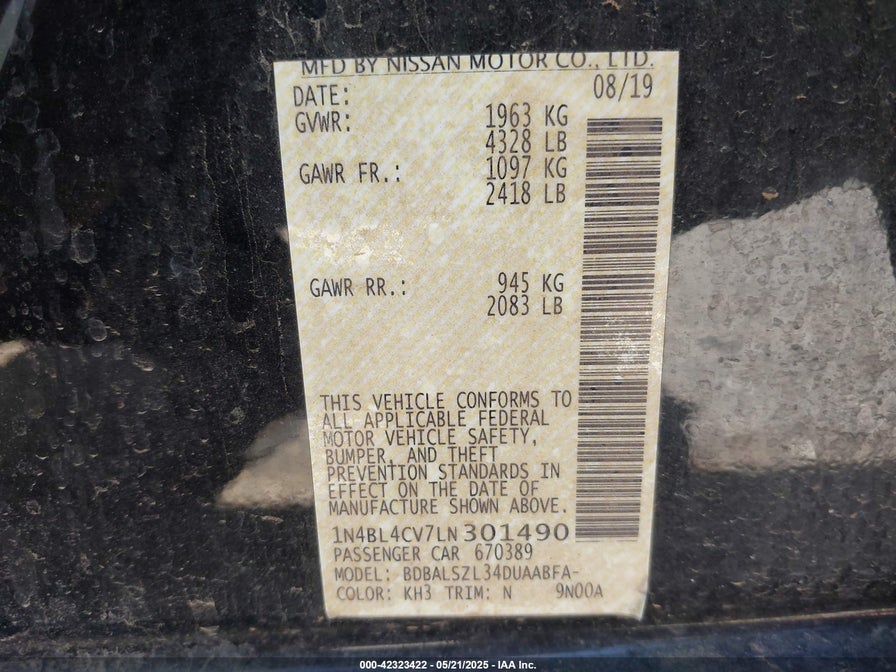 MFD BY NISSAN MOTOR CO., LTD.
DATE: 08/19
GVWR: 1963 KG
4328 LB
GAWR FR.: 1097 KG
2418 LB
GAWR RR.: 945 KG
2083 LB
THIS VEHICLE CONFORMS TO
ALL APPLICABLE FEDERAL
MOTOR VEHICLE SAFETY,
BUMPER, AND THEFT
PREVENTION STANDARDS IN
EFFECT ON THE DATE OF
MANUFACTURE SHOWN ABOVE.
1N4BL4CV7LN301490
PASSENGER CAR 670389
MODEL: BDBALSZL34DUAABFA-
COLOR: KH3 TRIM: N 9N00A
000-42323422 - 05/21/2025 - IAA Inc.